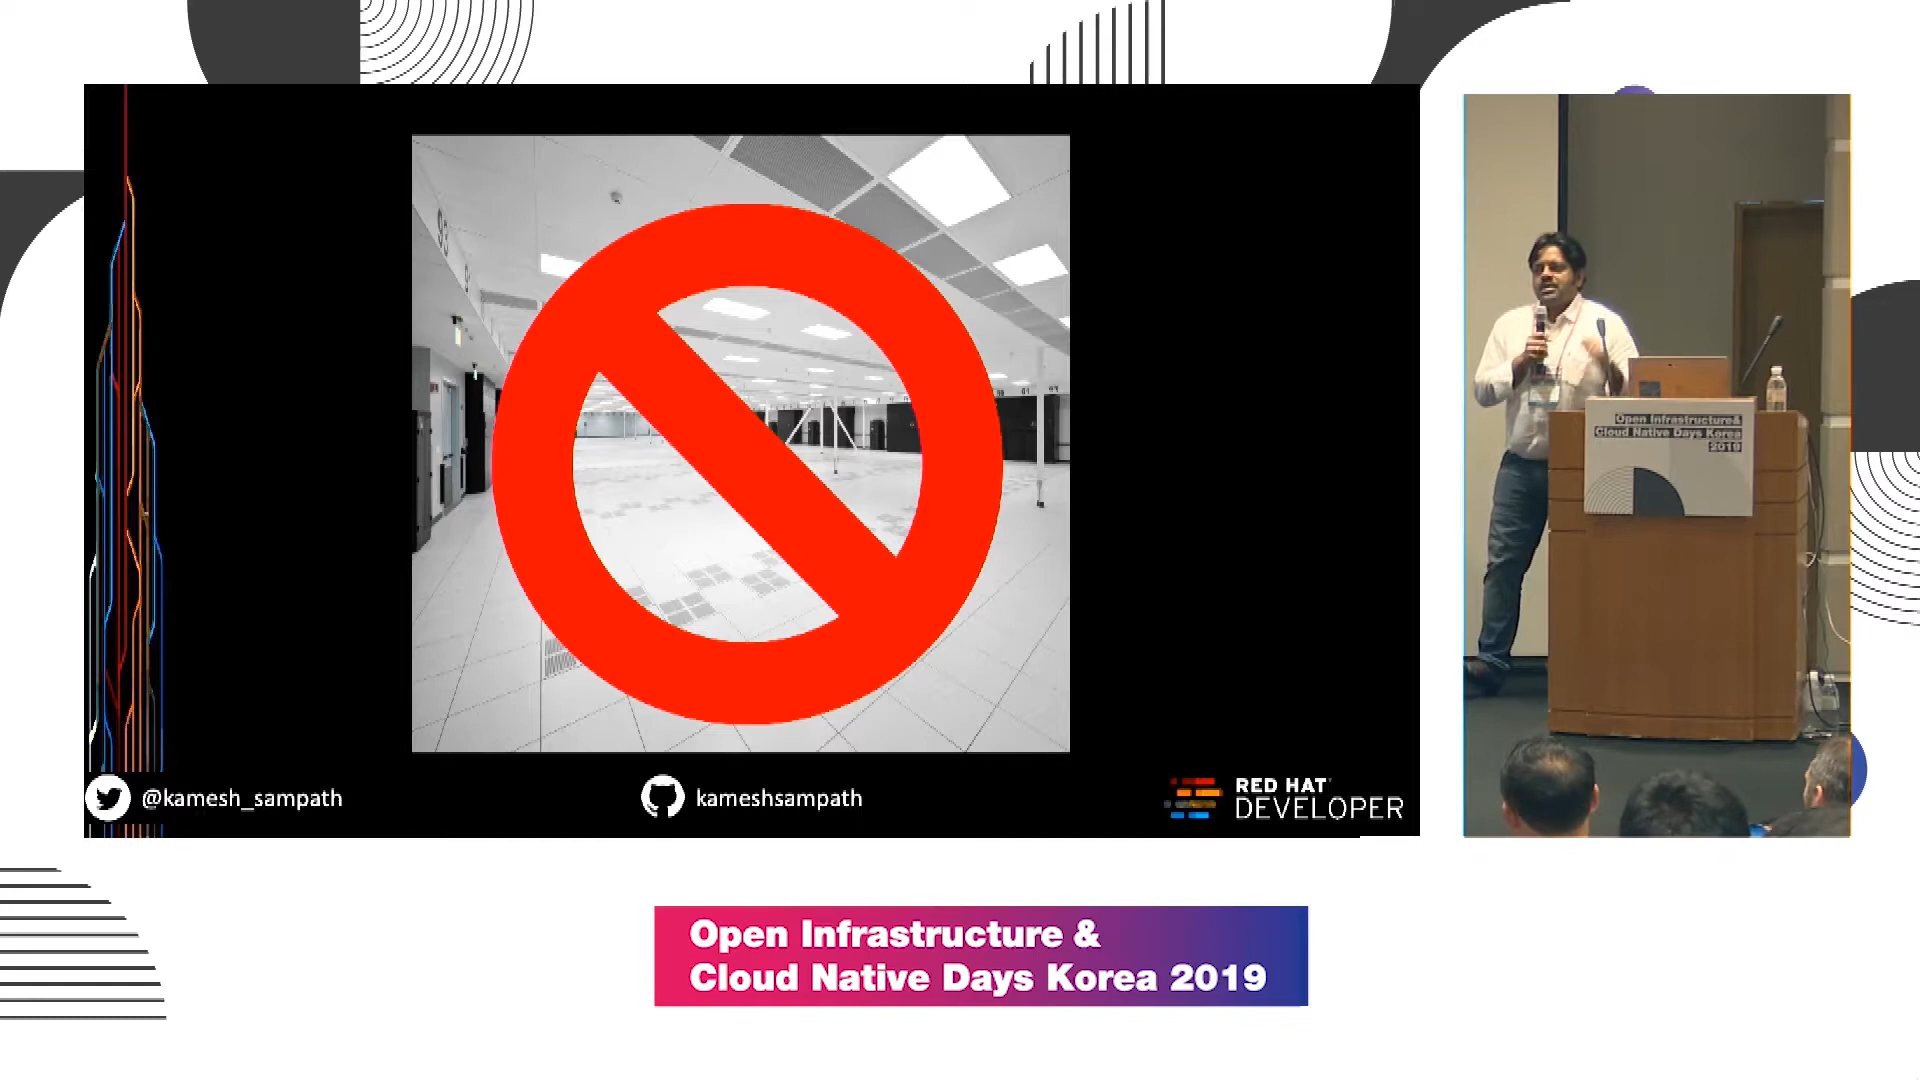 @kamesh_sampath
kameshsampath
RED HAT
DEVELOPER
Open Infrastructure&
Cloud Native Days Korea
2019
Open Infrastructure &
Cloud Native Days Korea 2019